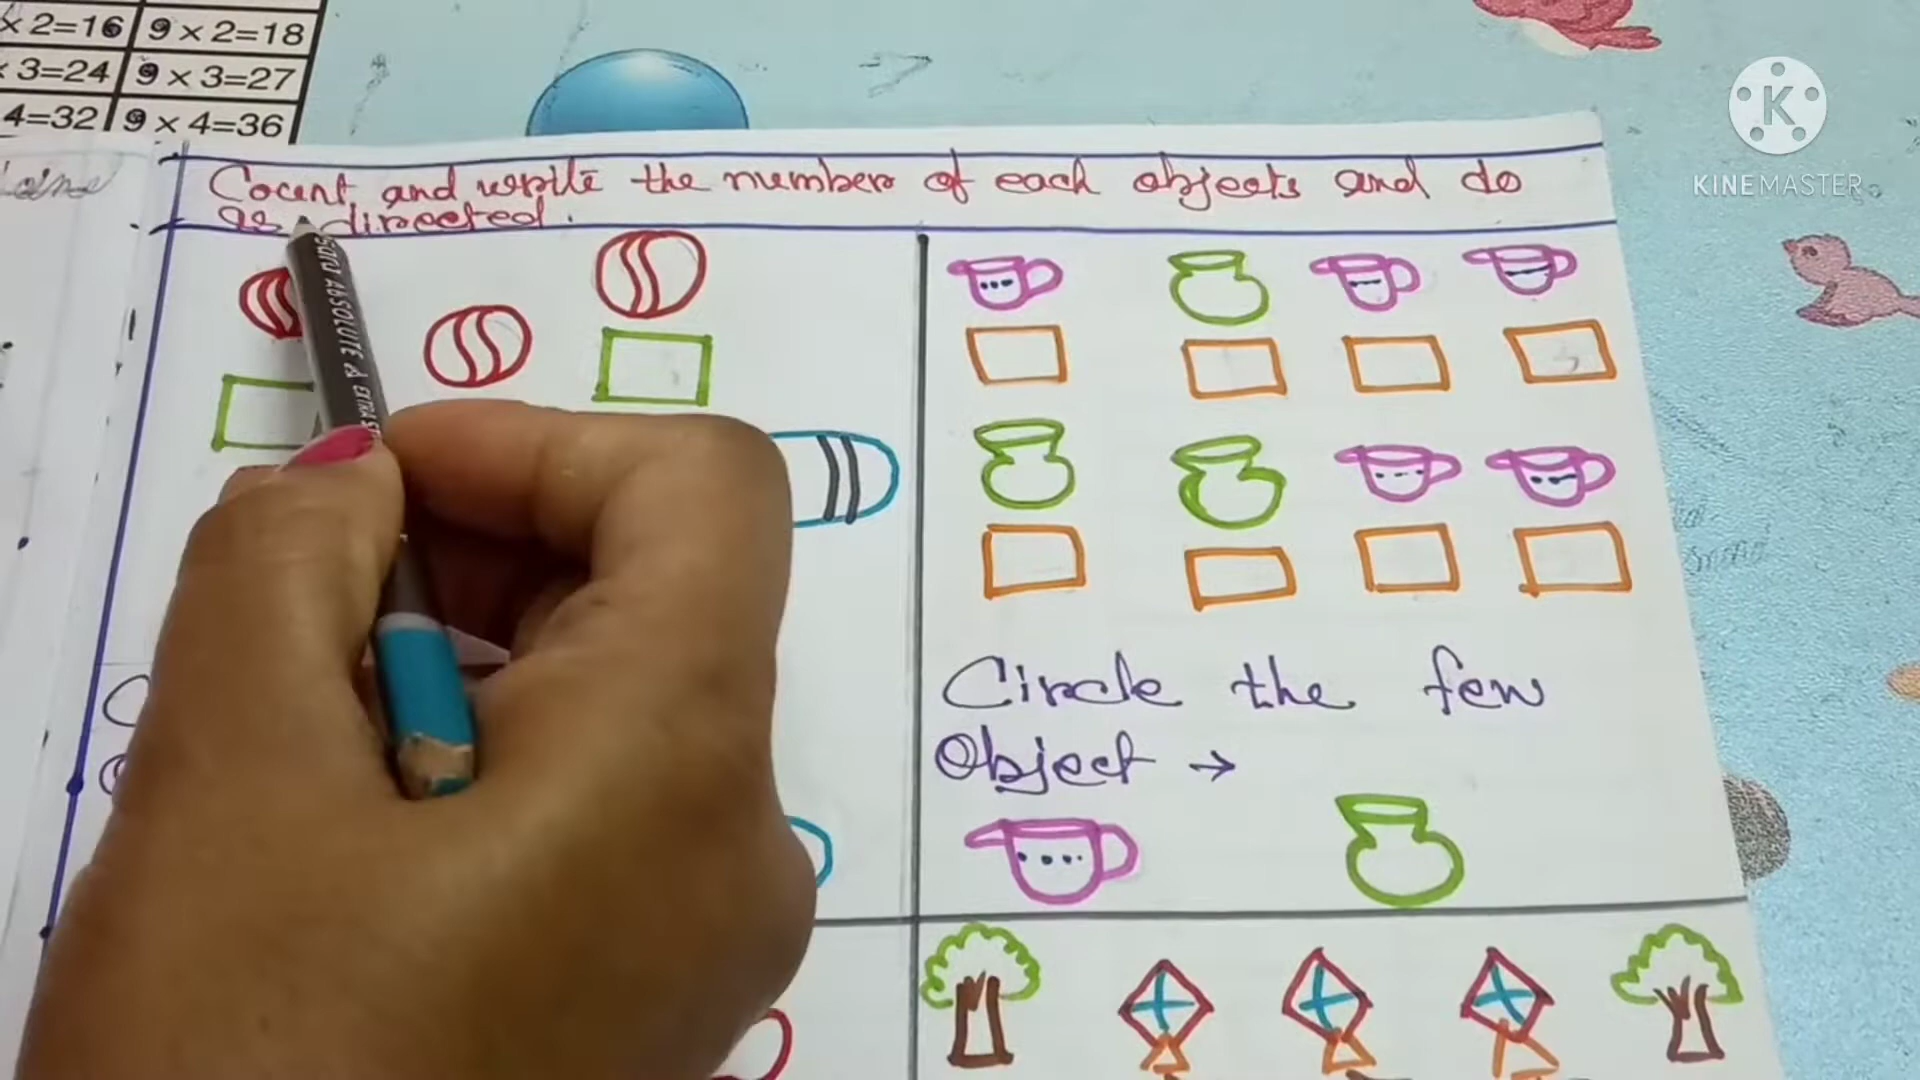 × 2=16 9 × 2=18
× 3=24 9 × 3=27
4=32 9 × 4=36
KINEMASTER
Count and write the number of each objects and do
as directed.
Circle the few
Object →